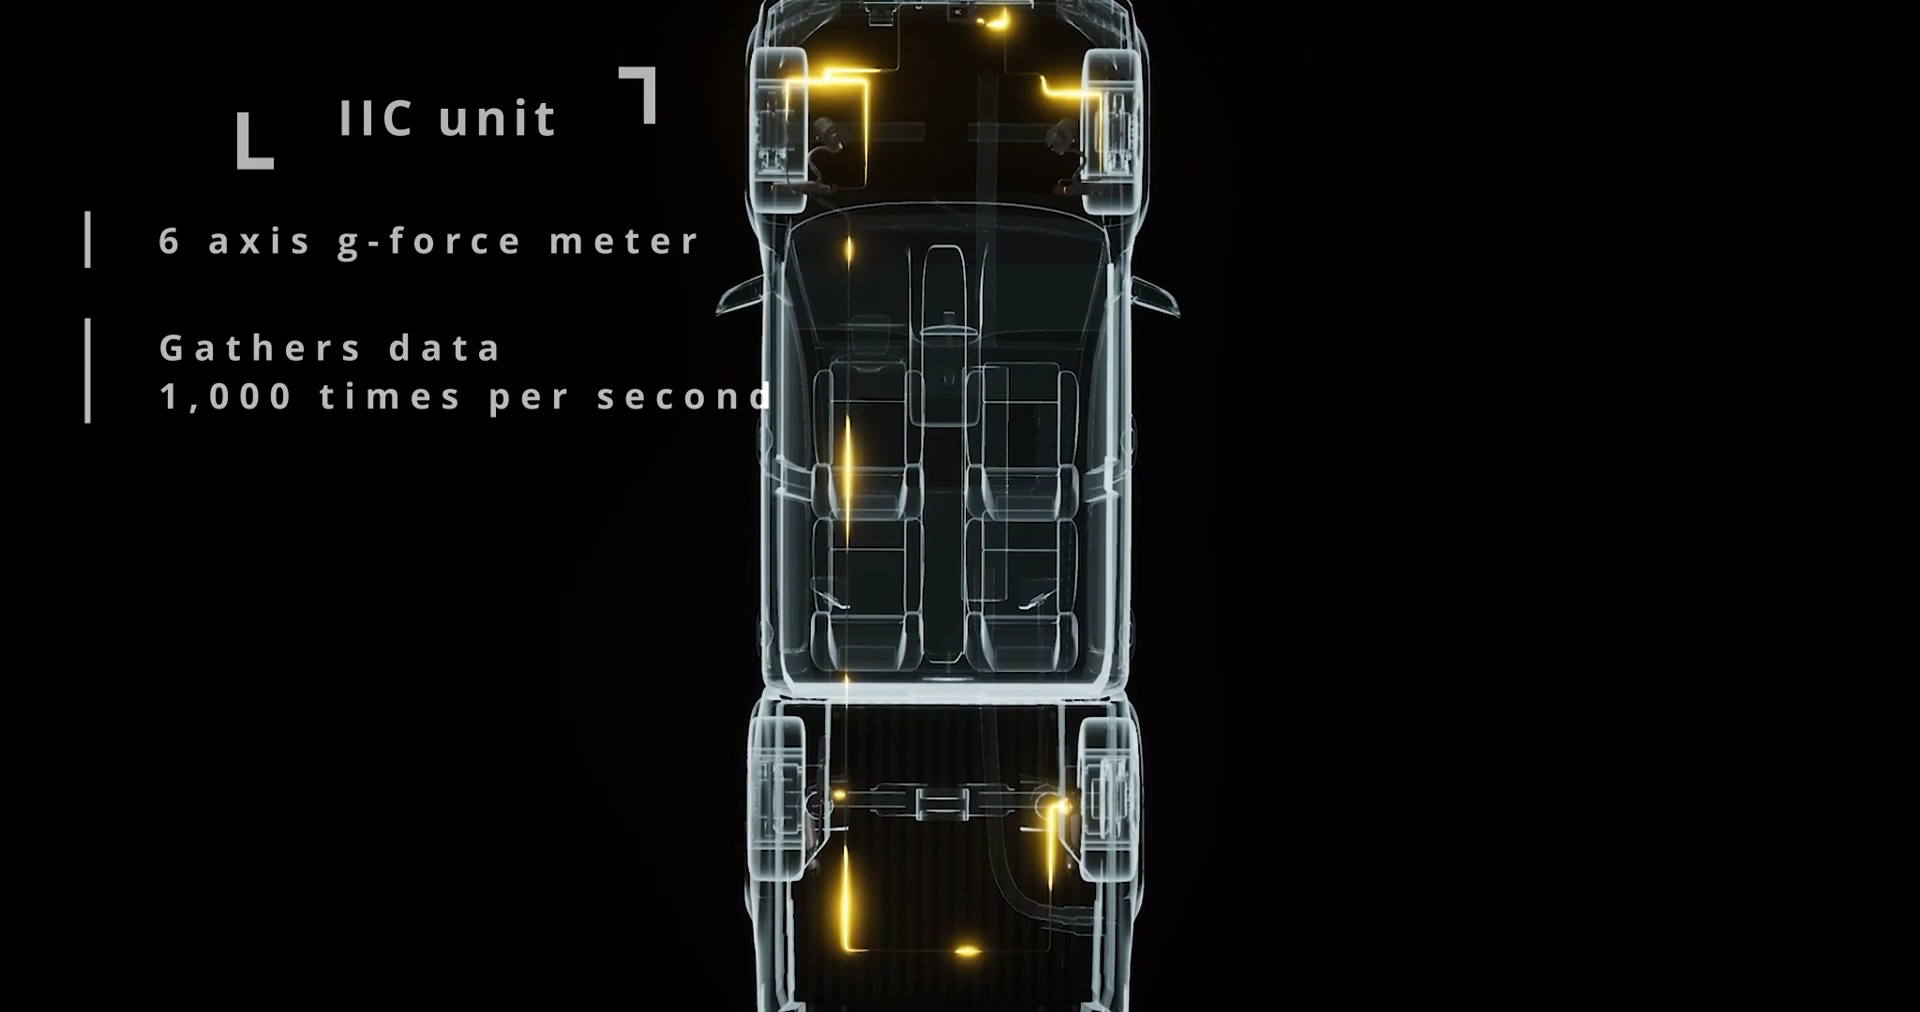 IIC unit
6 axis g-force meter
Gathers data
1,000 times per second